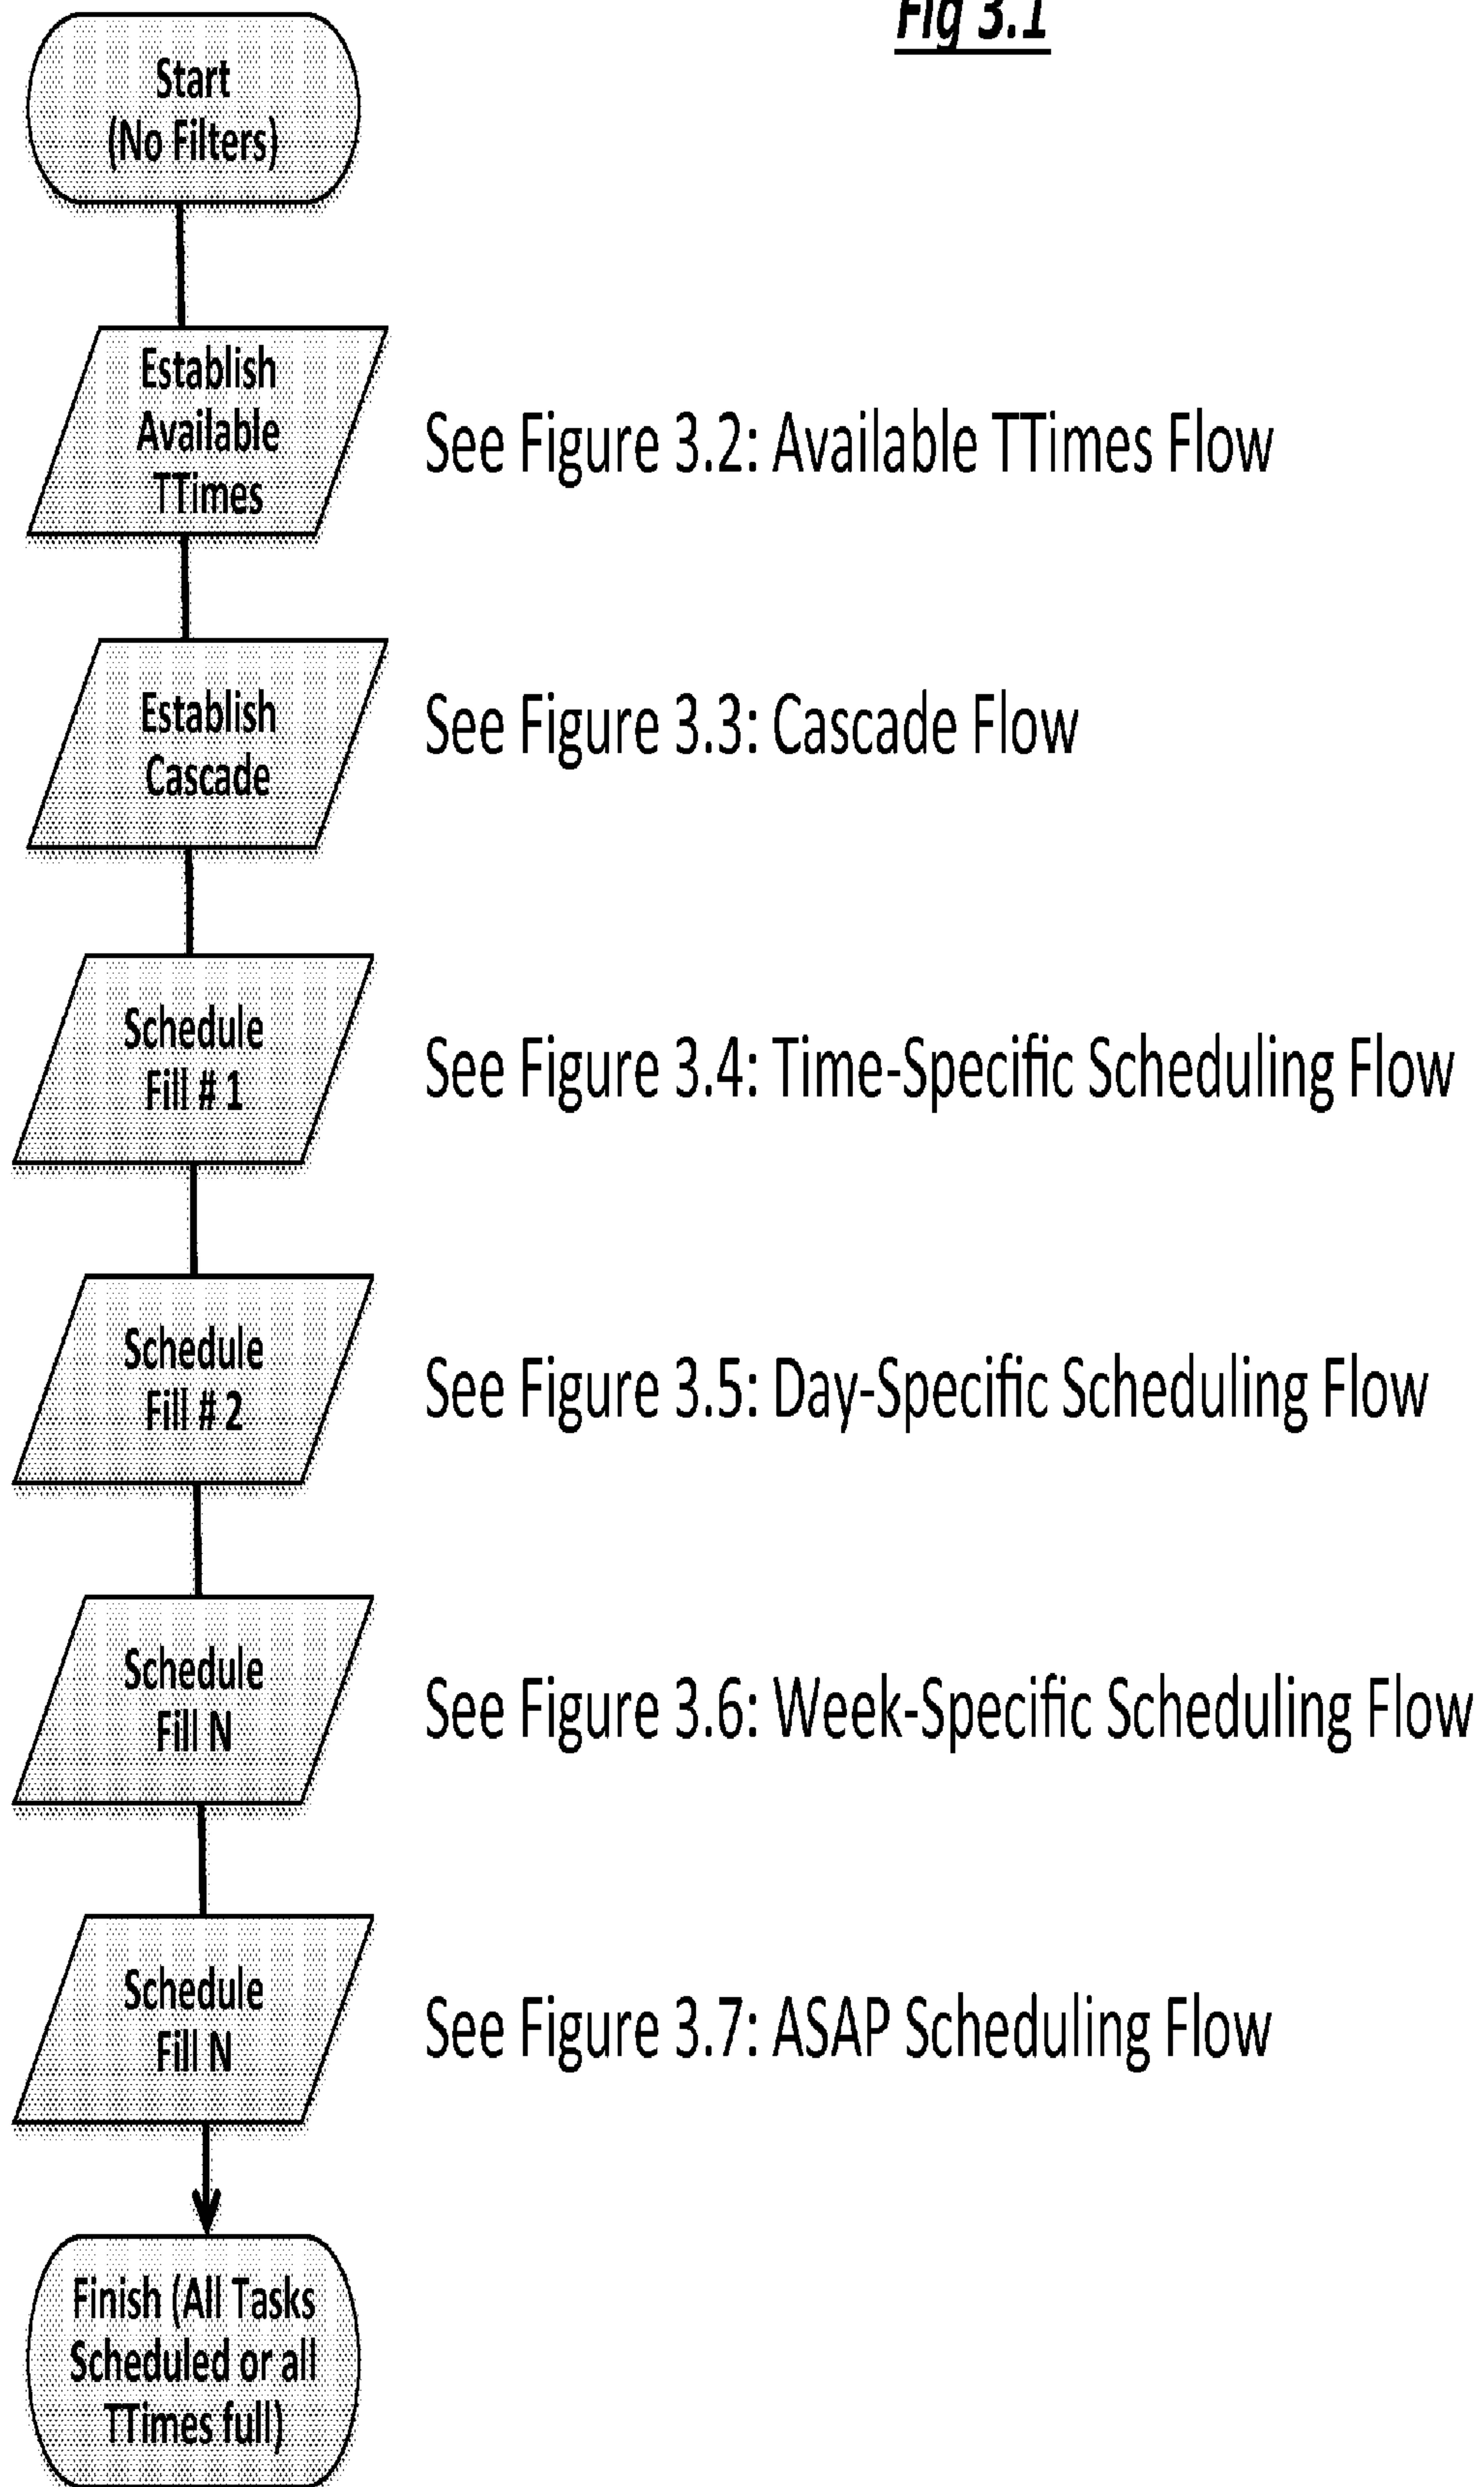 Fig 3.1
Start
(No Filters)
Establish
Available
TTimes
See Figure 3.2: Available TTimes Flow
Establish
Cascade
See Figure 3.3: Cascade Flow
Schedule
Fill # 1
See Figure 3.4: Time-Specific Scheduling Flow
Schedule
Fill # 2
See Figure 3.5: Day-Specific Scheduling Flow
Schedule
Fill N
See Figure 3.6: Week-Specific Scheduling Flow
Schedule
Fill N
See Figure 3.7: ASAP Scheduling Flow
Finish (All Tasks
Scheduled or all
TTimes full)